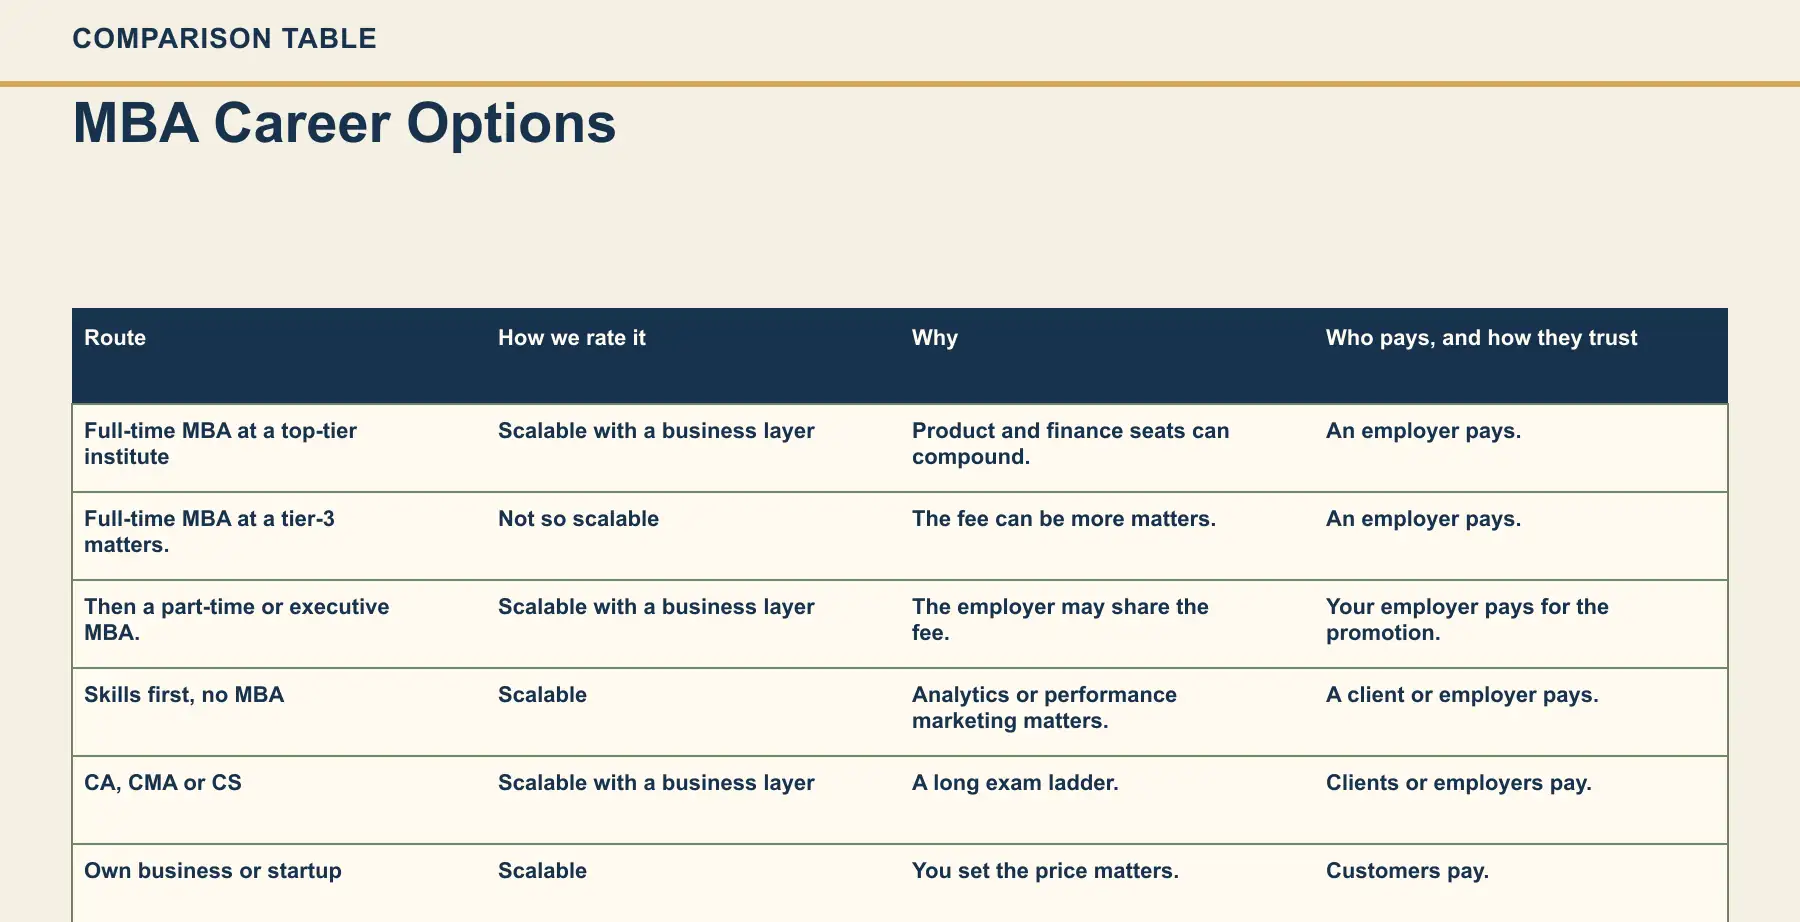 COMPARISON TABLE
MBA Career Options
Route
How we rate it
Why
Who pays, and how they trust
Full-time MBA at a top-tier
institute
Scalable with a business layer
Product and finance seats can
compound.
An employer pays.
Full-time MBA at a tier-3
matters.
Not so scalable
The fee can be more matters.
An employer pays.
Then a part-time or executive
MBA.
Scalable with a business layer
The employer may share the
fee.
Your employer pays for the
promotion.
Skills first, no MBA
Scalable
Analytics or performance
marketing matters.
A client or employer pays.
CA, CMA or CS
Scalable with a business layer
A long exam ladder.
Clients or employers pay.
Own business or startup
Scalable
You set the price matters.
Customers pay.